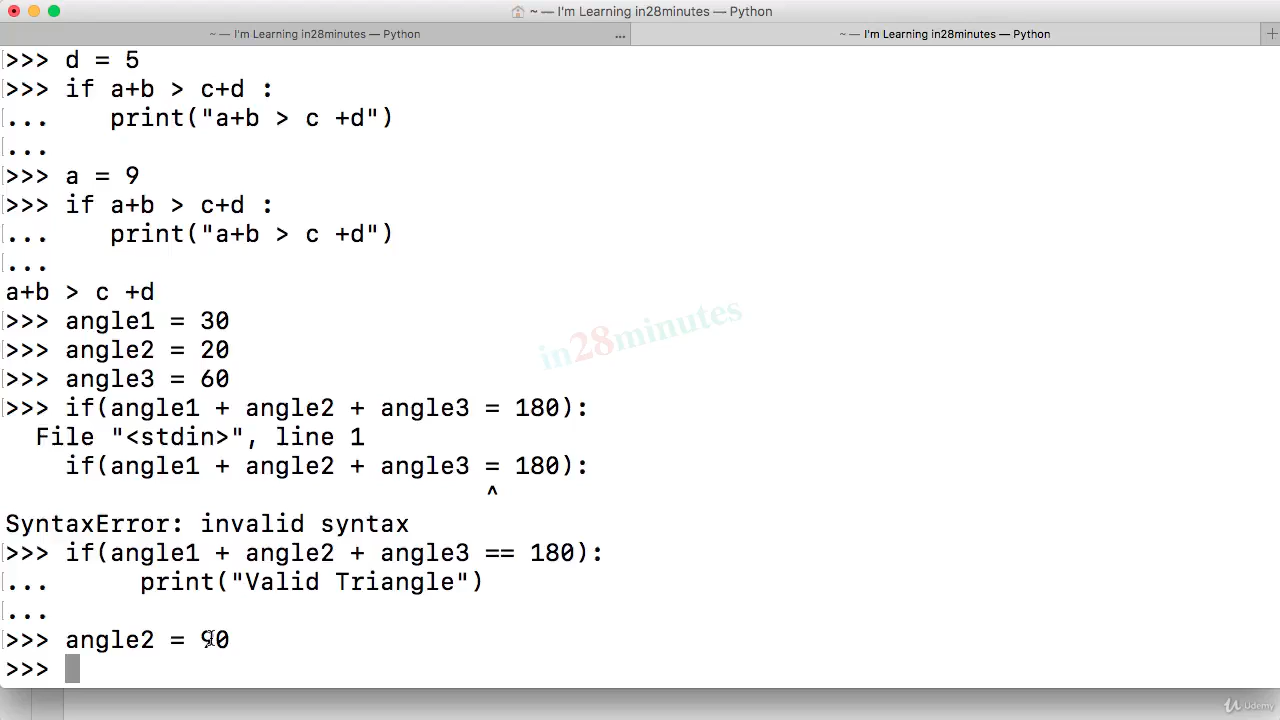 ~ — I'm Learning in28minutes — Python
~ — I'm Learning in28minutes — Python ...
~ — I'm Learning in28minutes — Python +
>>> d = 5
>>> if a+b > c+d :
...    print("a+b > c +d")
...
>>> a = 9
>>> if a+b > c+d :
...    print("a+b > c +d")
...
a+b > c +d
>>> angle1 = 30
>>> angle2 = 20
>>> angle3 = 60
>>> if(angle1 + angle2 + angle3 = 180):
  File "<stdin>", line 1
    if(angle1 + angle2 + angle3 = 180):
                                ^
SyntaxError: invalid syntax
>>> if(angle1 + angle2 + angle3 == 180):
...      print("Valid Triangle")
...
>>> angle2 = 90
>>>
in28minutes
Udemy